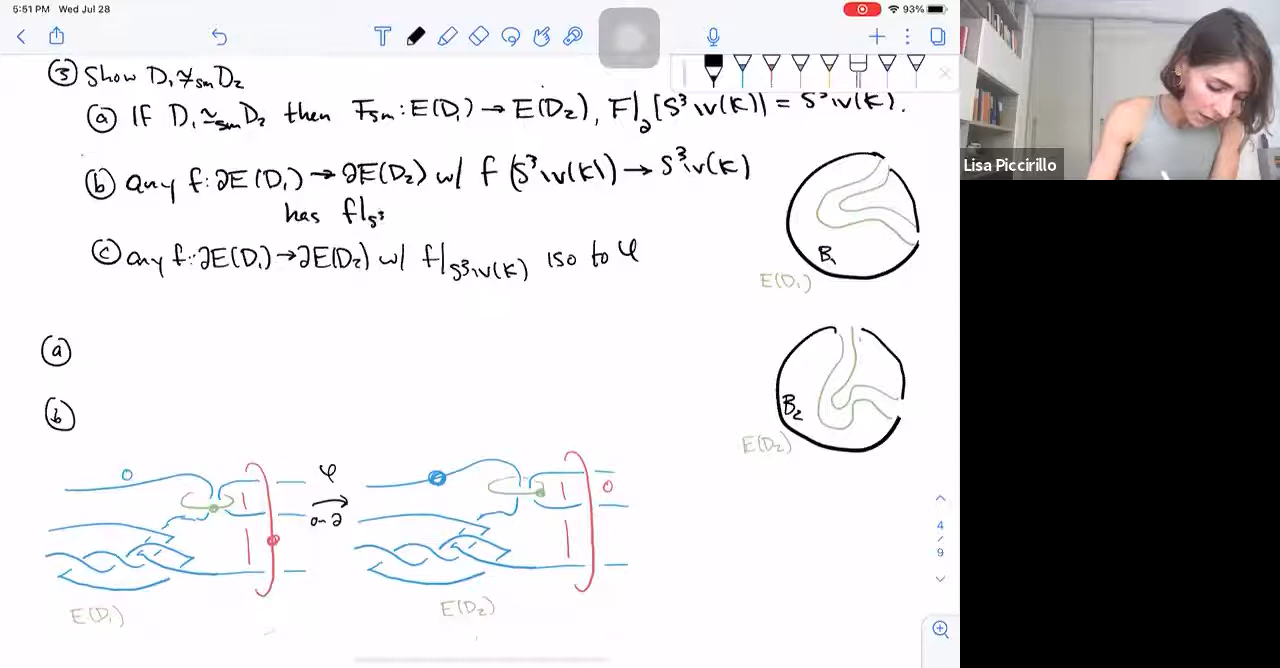 5:51 PM Wed Jul 28
93%
③ Show D₁ ≄ₛₘ D₂
ⓐ If D₁ ≃ₛₘ D₂ then Fₛₘ : E(D₁) → E(D₂), F|∂ [S³\ν(K)] = S³\ν(K).
ⓑ any f: ∂E(D₁) → ∂E(D₂) w/ f (S³\ν(K)) → S³\ν(K)
has f|S³
ⓒ any f: ∂E(D₁) → ∂E(D₂) w/ f|S³\ν(K) iso to φ
B₁
E(D₁)
ⓐ
B₂
E(D₂)
ⓑ
0
φ
on ∂
0
E(D₁)
E(D₂)
4
/
9
Lisa Piccirillo